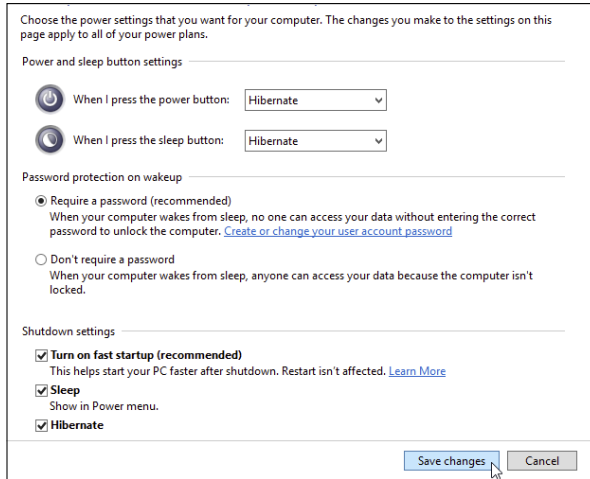 Choose the power settings that you want for your computer. The changes you make to the settings on this
page apply to all of your power plans.
Power and sleep button settings
When I press the power button: Hibernate
When I press the sleep button: Hibernate
Password protection on wakeup
Require a password (recommended)
When your computer wakes from sleep, no one can access your data without entering the correct
password to unlock the computer. Create or change your user account password
Don't require a password
When your computer wakes from sleep, anyone can access your data because the computer isn't
locked.
Shutdown settings
Turn on fast startup (recommended)
This helps start your PC faster after shutdown. Restart isn't affected. Learn More
Sleep
Show in Power menu.
Hibernate
Save changes Cancel